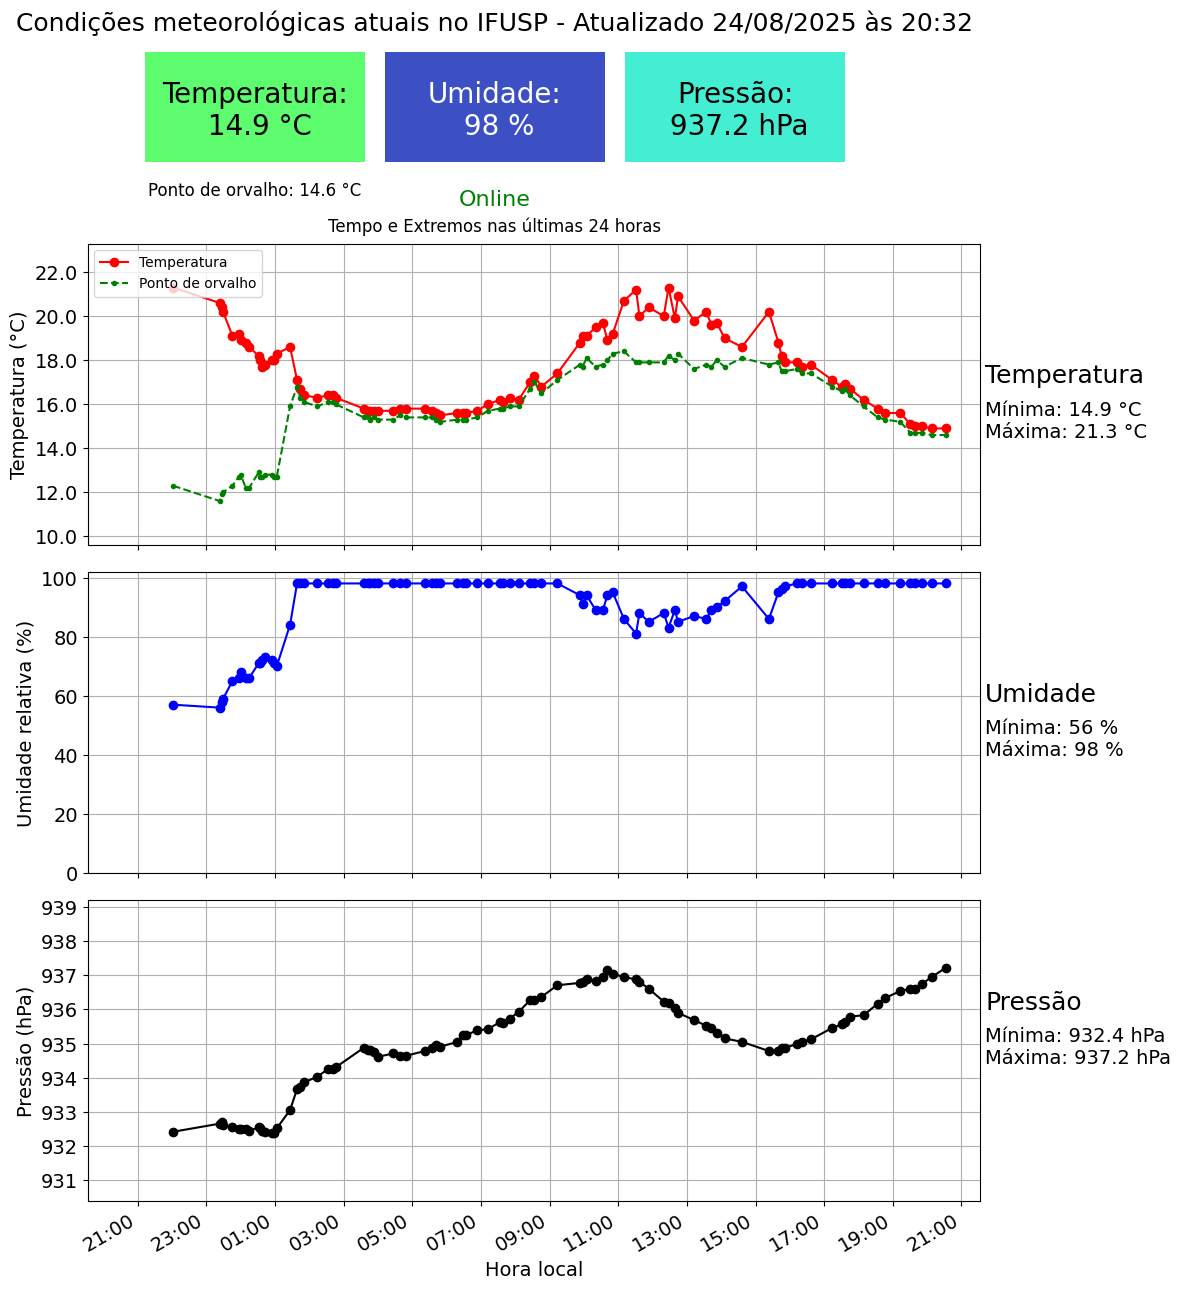 Condições meteorológicas atuais no IFUSP - Atualizado 24/08/2025 às 20:32
Temperatura:
14.9 °C
Umidade:
98 %
Pressão:
937.2 hPa
Ponto de orvalho: 14.6 °C
Online
Tempo e Extremos nas últimas 24 horas
Temperatura
Ponto de orvalho
Temperatura (°C)
22.0
20.0
18.0
16.0
14.0
12.0
10.0
Temperatura
Mínima: 14.9 °C
Máxima: 21.3 °C
Umidade relativa (%)
100
80
60
40
20
0
Umidade
Mínima: 56 %
Máxima: 98 %
Pressão (hPa)
939
938
937
936
935
934
933
932
931
Pressão
Mínima: 932.4 hPa
Máxima: 937.2 hPa
21:00
23:00
01:00
03:00
05:00
07:00
09:00
11:00
13:00
15:00
17:00
19:00
21:00
Hora local